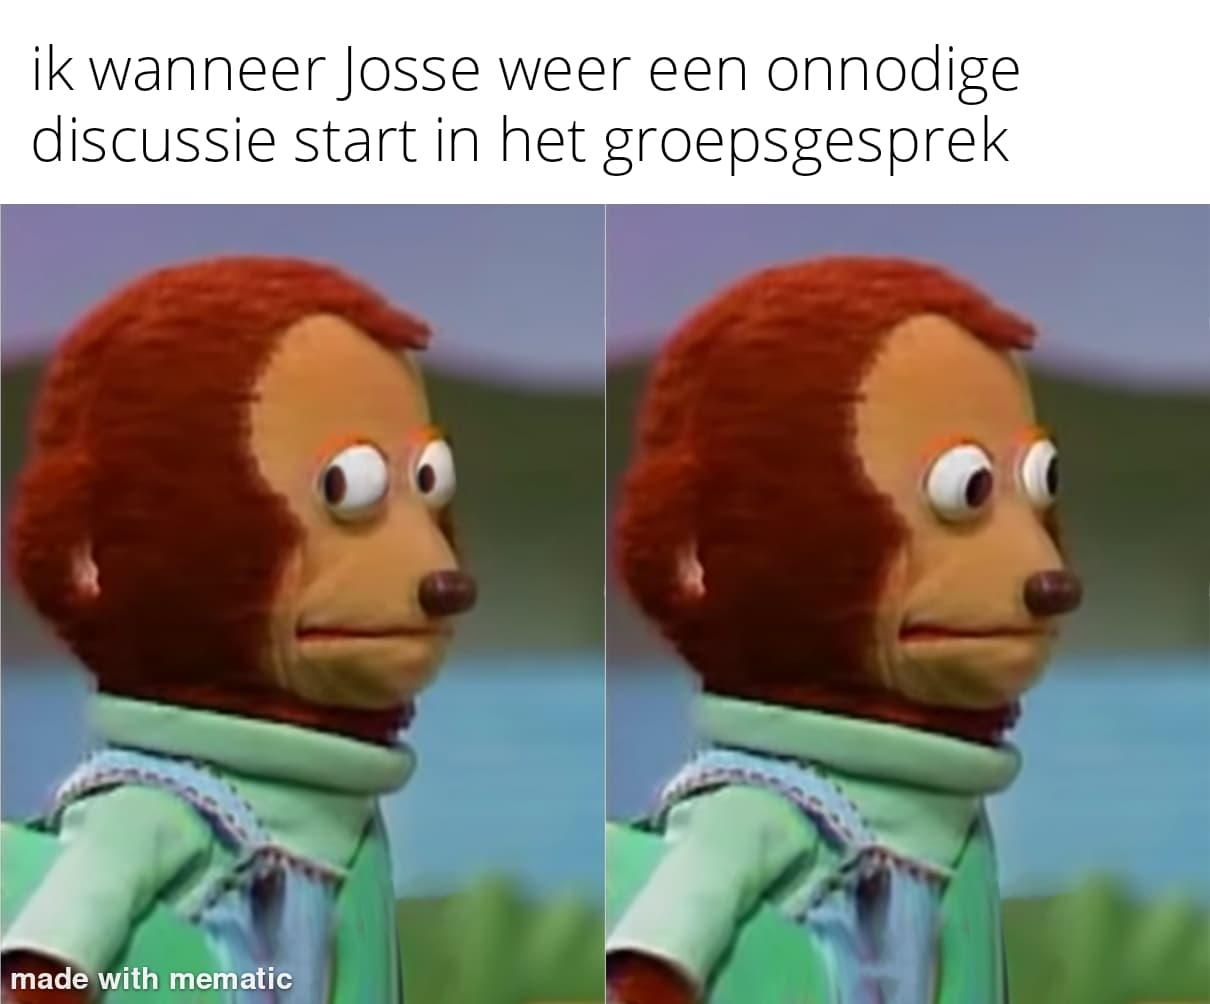 ik wanneer Josse weer een onnodige
discussie start in het groepsgesprek
made with mematic